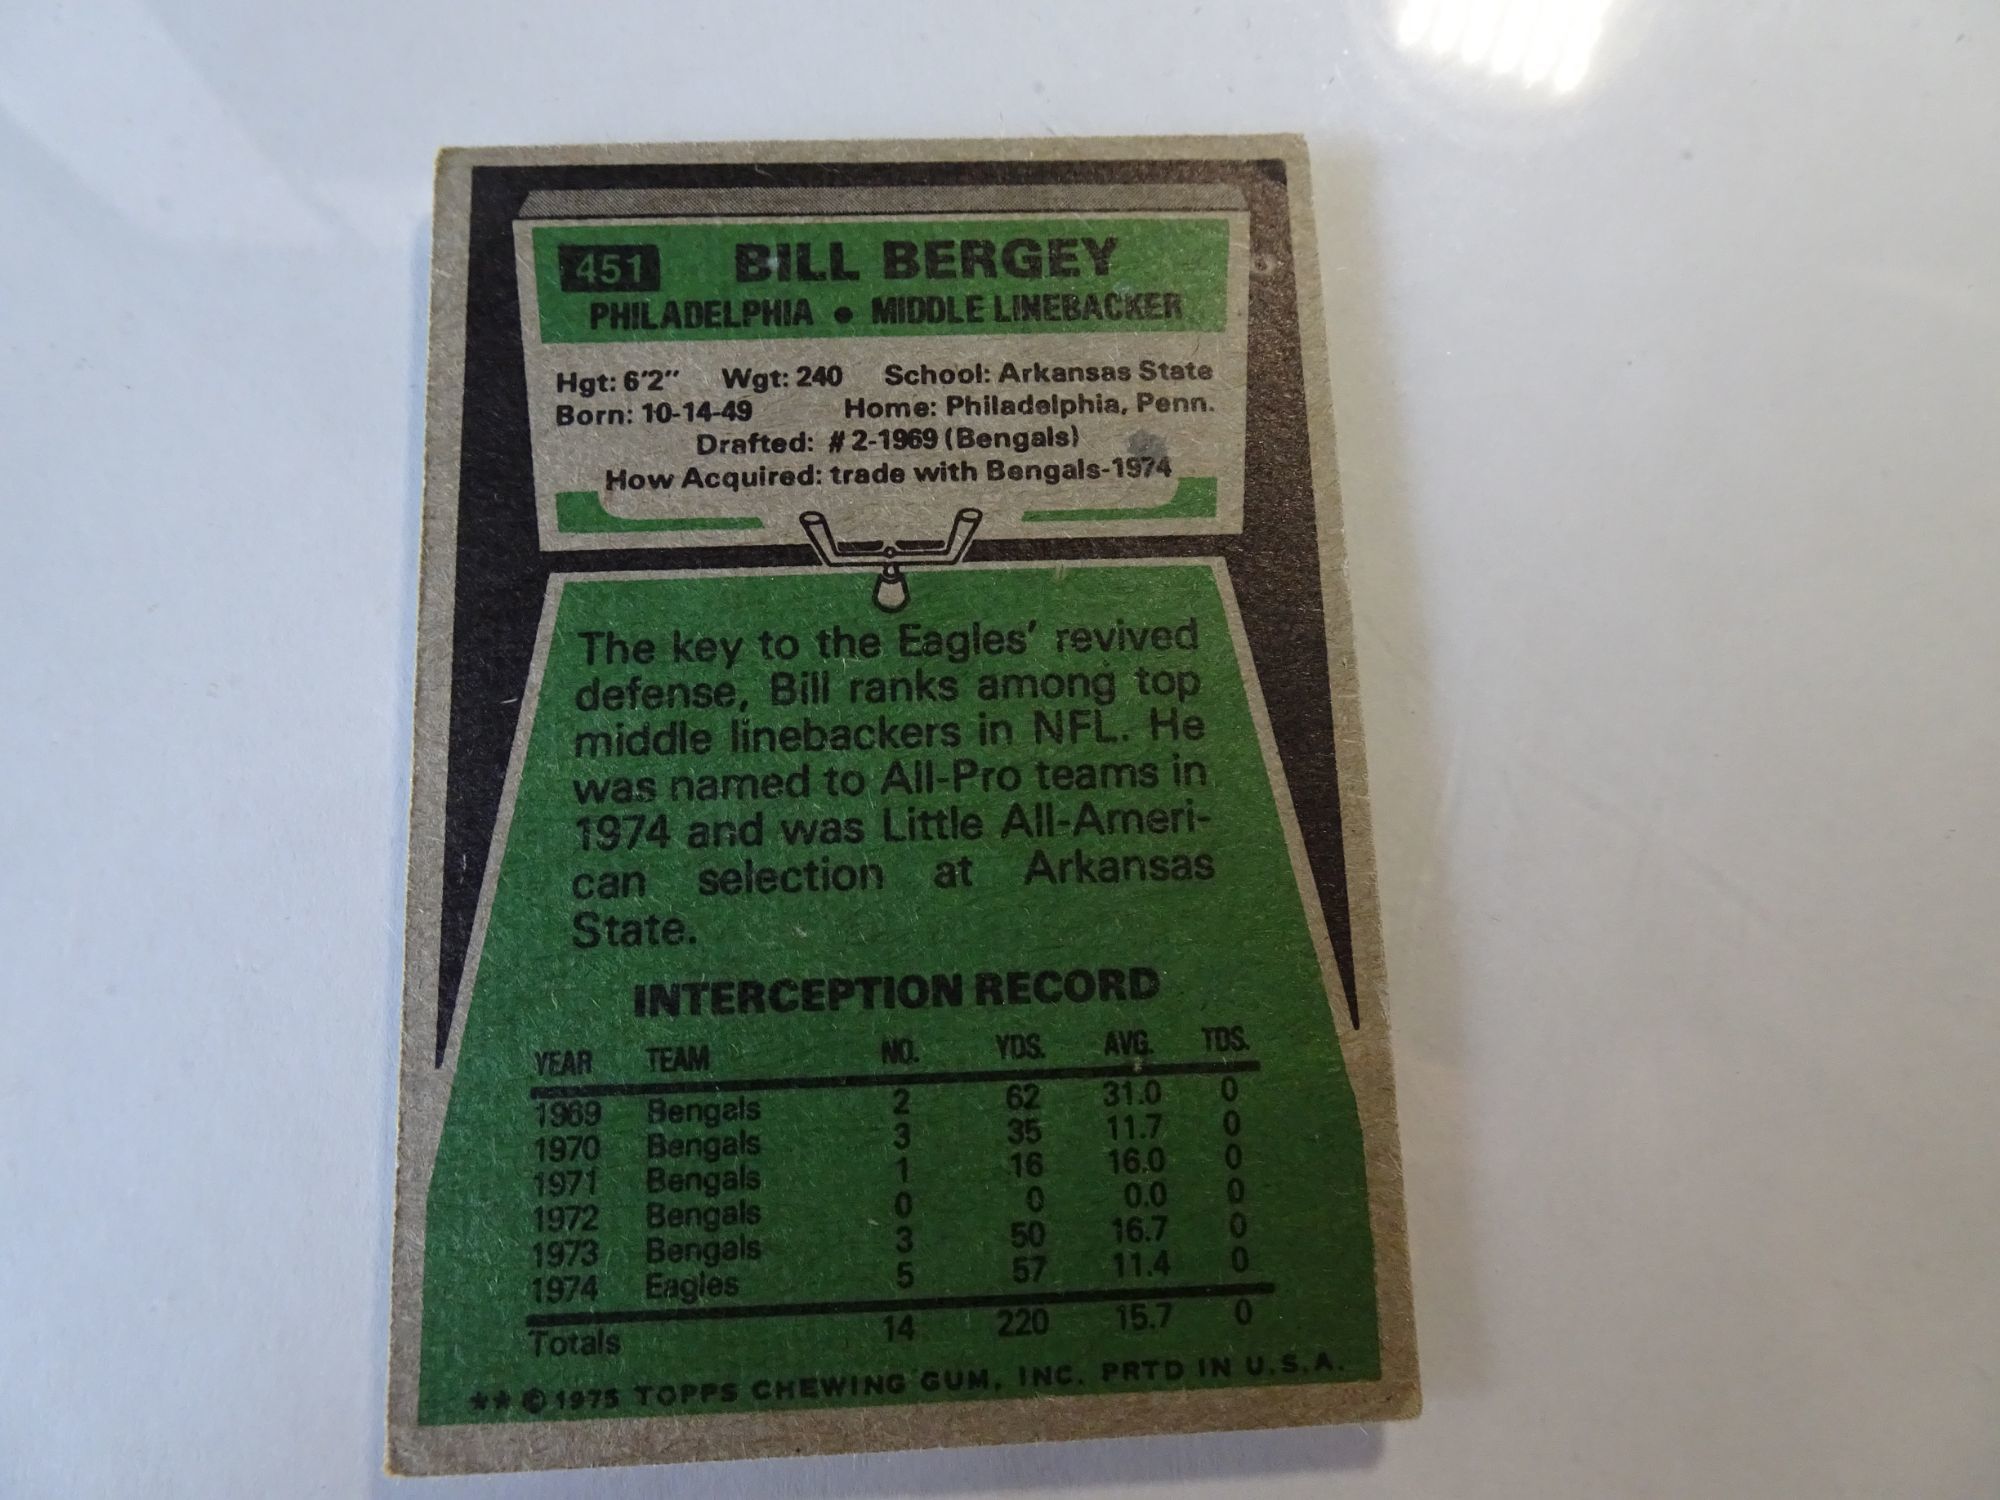 451 BILL BERGEY
PHILADELPHIA • MIDDLE LINEBACKER
Hgt: 6'2" Wgt: 240 School: Arkansas State
Born: 10-14-49 Home: Philadelphia, Penn.
Drafted: #2-1969 (Bengals)
How Acquired: trade with Bengals-1974
The key to the Eagles' revived
defense, Bill ranks among top
middle linebackers in NFL. He
was named to All-Pro teams in
1974 and was Little All-Ameri-
can selection at Arkansas
State.
INTERCEPTION RECORD
YEAR TEAM NO. YDS. AVG. TDS.
1969 Bengals 2 62 31.0 0
1970 Bengals 3 35 11.7 0
1971 Bengals 1 16 16.0 0
1972 Bengals 0 0 0.0 0
1973 Bengals 3 50 16.7 0
1974 Eagles 5 57 11.4 0
Totals 14 220 15.7 0
★★ © 1975 TOPPS CHEWING GUM, INC. PRTD IN U.S.A.